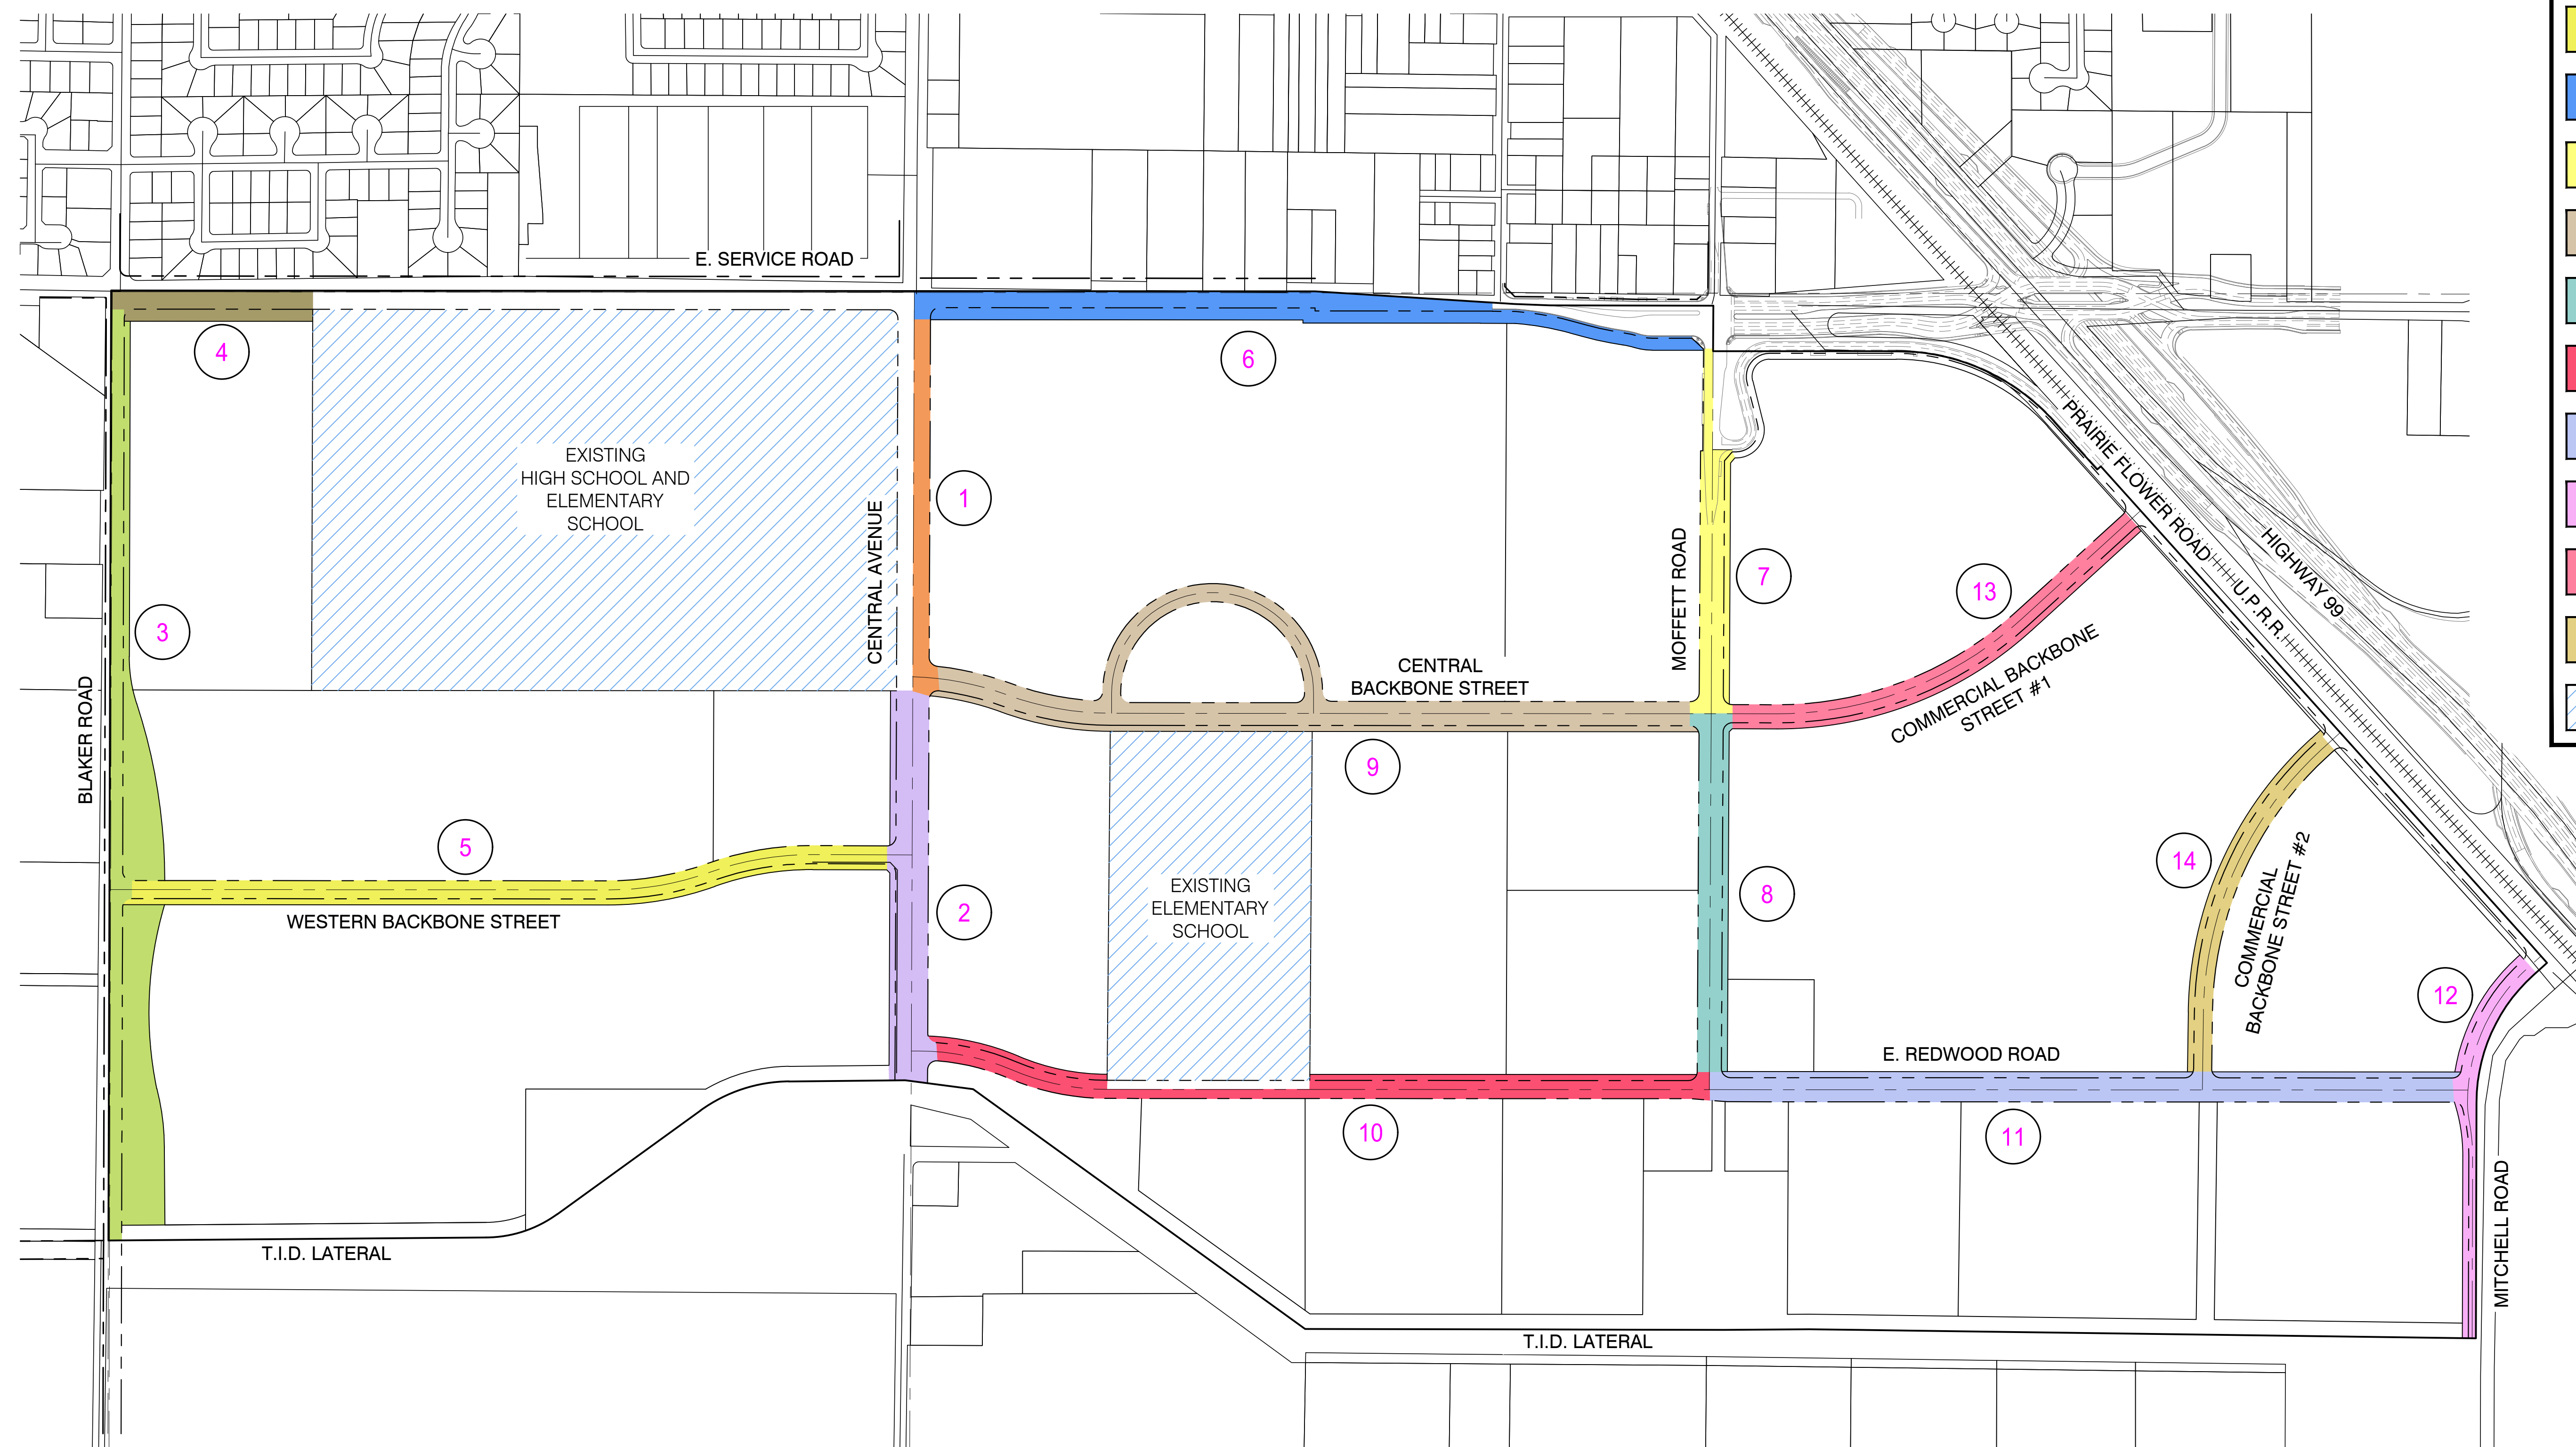 E. SERVICE ROAD
4
6
PRAIRIE FLOWER ROAD
U.P.R.R.
HIGHWAY 99
EXISTING
HIGH SCHOOL AND
ELEMENTARY
SCHOOL
CENTRAL AVENUE
1
MOFFETT ROAD
7
13
3
COMMERCIAL BACKBONE
STREET #1
CENTRAL
BACKBONE STREET
BLAKER ROAD
9
5
WESTERN BACKBONE STREET
2
EXISTING
ELEMENTARY
SCHOOL
8
14
COMMERCIAL
BACKBONE STREET #2
12
E. REDWOOD ROAD
10
11
MITCHELL ROAD
T.I.D. LATERAL
T.I.D. LATERAL